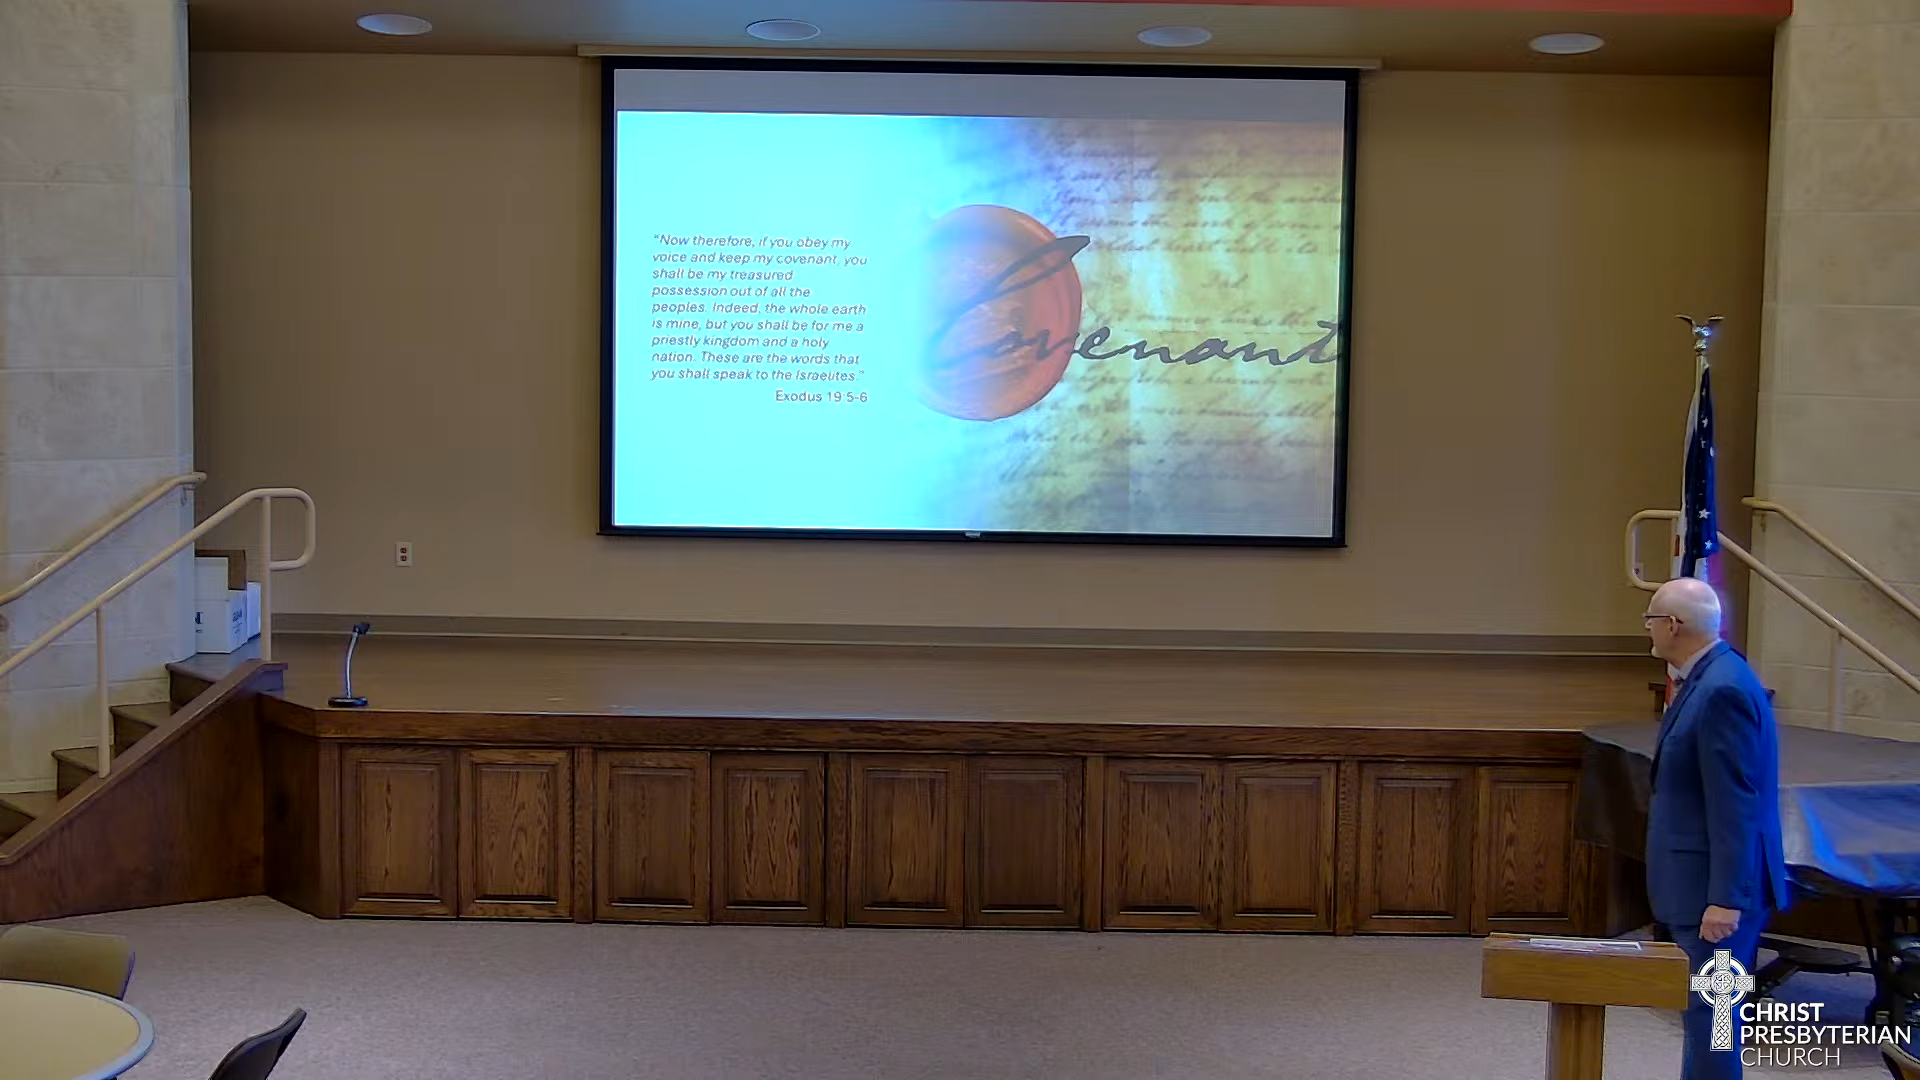 "Now therefore, if you obey my
voice and keep my covenant, you
shall be my treasured
possession out of all the
peoples. Indeed, the whole earth
is mine, but you shall be for me a
priestly kingdom and a holy
nation. These are the words that
you shall speak to the Israelites."
Exodus 19:5-6
Covenant
CHRIST
PRESBYTERIAN
CHURCH